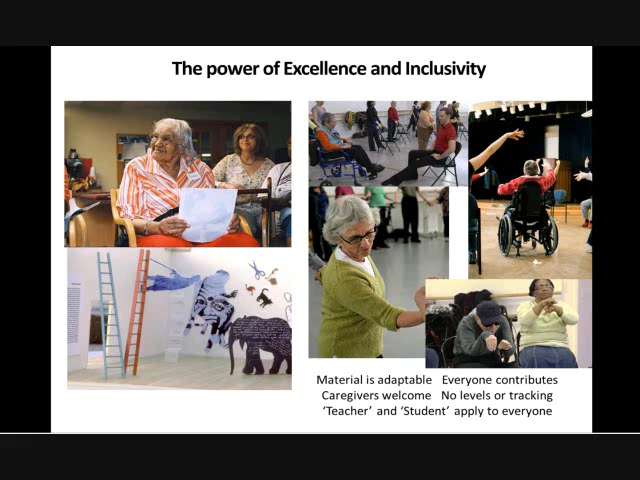 The power of Excellence and Inclusivity
Material is adaptable Everyone contributes
Caregivers welcome No levels or tracking
‘Teacher’ and ‘Student’ apply to everyone